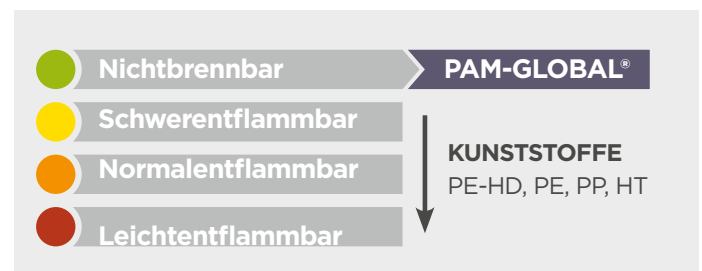 Nichtbrennbar
PAM-GLOBAL®
Schwerentflammbar
Normalentflammbar
Leichtentflammbar
KUNSTSTOFFE
PE-HD, PE, PP, HT